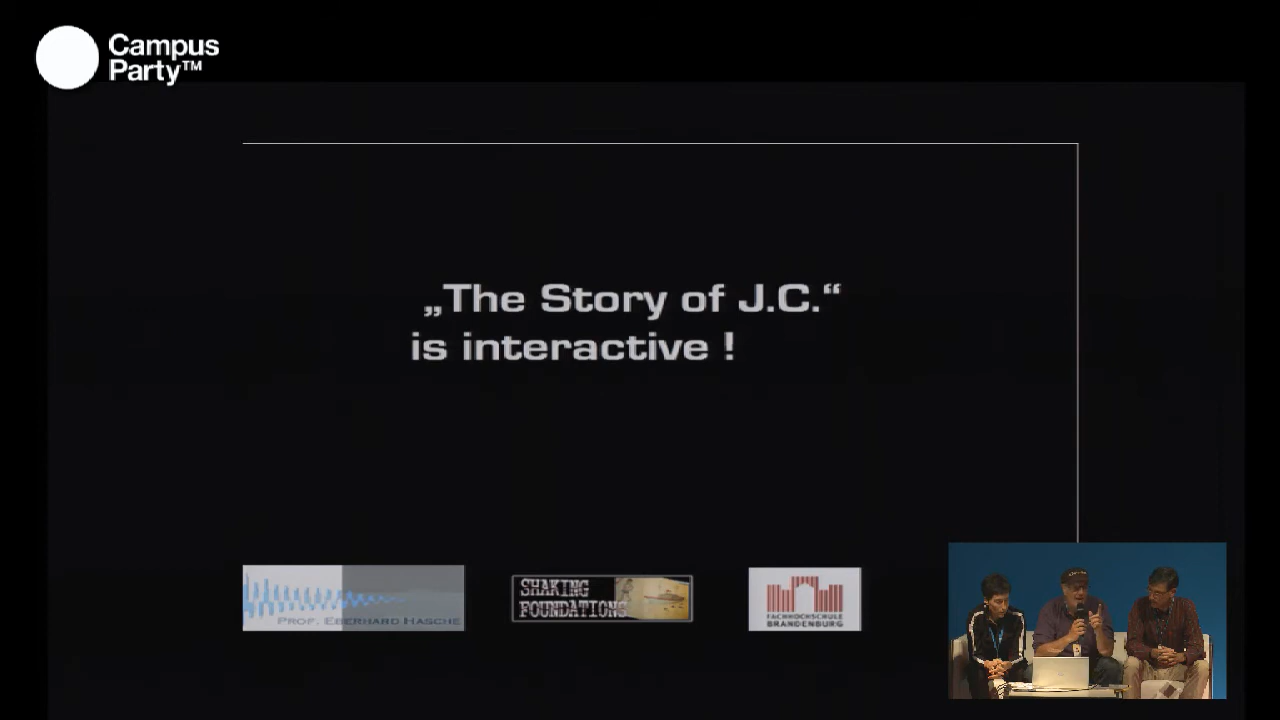 Campus
Party™
„The Story of J.C.“
is interactive !
PROF. EBERHARD HASCHE
SHAKING
FOUNDATIONS
FACHHOCHSCHULE
BRANDENBURG